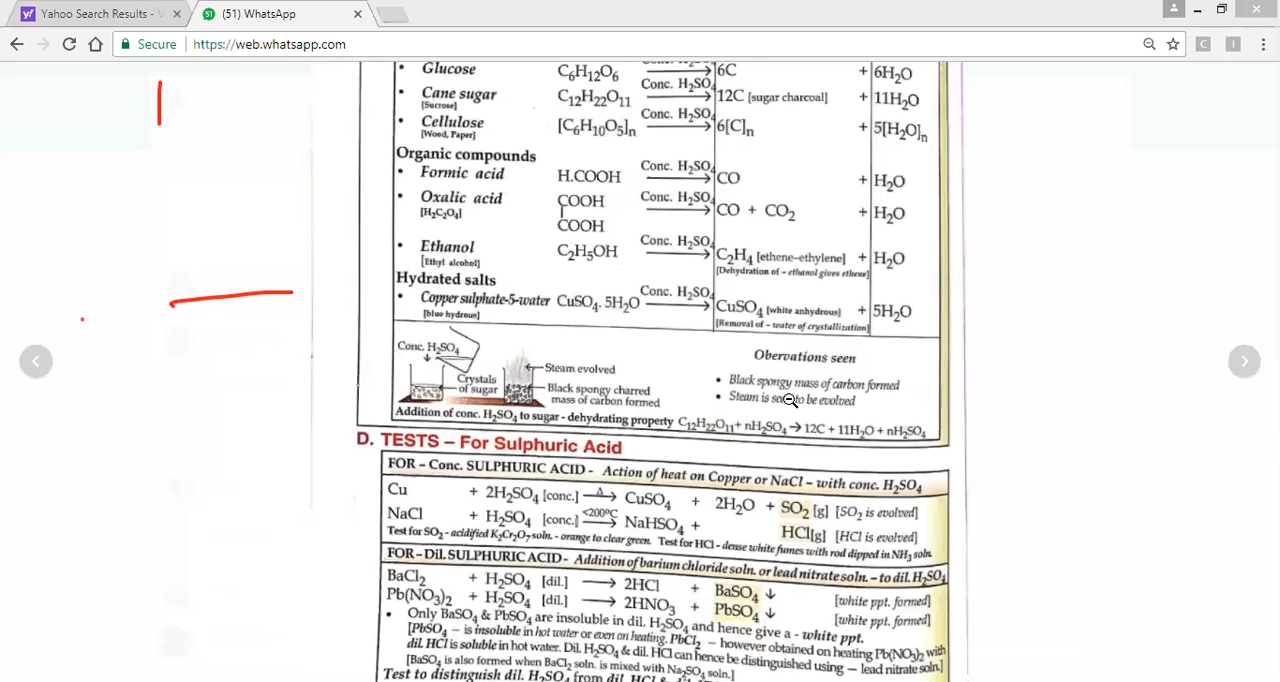 Yahoo Search Results -
(51) WhatsApp
Secure
https://web.whatsapp.com
C
I
• Glucose C₆H₁₂O₆ Conc. H₂SO₄ 6C + 6H₂O
• Cane sugar C₁₂H₂₂O₁₁ Conc. H₂SO₄ 12C [sugar charcoal] + 11H₂O
[Sucrose]
• Cellulose [C₆H₁₀O₅]n Conc. H₂SO₄ 6[C]n + 5[H₂O]n
[Wood, Paper]
Organic compounds
• Formic acid H.COOH Conc. H₂SO₄ CO + H₂O
• Oxalic acid COOH Conc. H₂SO₄ CO + CO₂ + H₂O
[H₂C₂O₄]
COOH
• Ethanol C₂H₅OH Conc. H₂SO₄ C₂H₄ [ethene-ethylene] + H₂O
[Ethyl alcohol] [Dehydration of - ethanol gives ethene]
Hydrated salts
• Copper sulphate-5-water CuSO₄. 5H₂O Conc. H₂SO₄ CuSO₄ [white anhydrous] + 5H₂O
[blue hydrous] [Removal of - water of crystallization]
Conc. H₂SO₄
Crystals of sugar
Steam evolved
Black spongy charred
mass of carbon formed
Obervations seen
• Black spongy mass of carbon formed
• Steam is to be evolved
Addition of conc. H₂SO₄ to sugar - dehydrating property C₁₂H₂₂O₁₁ + nH₂SO₄ → 12C + 11H₂O + nH₂SO₄
D. TESTS – For Sulphuric Acid
FOR – Conc. SULPHURIC ACID - Action of heat on Copper or NaCl – with conc. H₂SO₄
Cu + 2H₂SO₄ [conc.] Δ→ CuSO₄ + 2H₂O + SO₂ [g] [SO₂ is evolved]
NaCl + H₂SO₄ [conc.] <200°C→ NaHSO₄ + HCl[g] [HCl is evolved]
Test for SO₂ - acidified K₂Cr₂O₇ soln. - orange to clear green. Test for HCl - dense white fumes with rod dipped in NH₃ soln.
FOR – Dil. SULPHURIC ACID - Addition of barium chloride soln. or lead nitrate soln. – to dil. H₂SO₄
BaCl₂ + H₂SO₄ [dil.] → 2HCl + BaSO₄ ↓ [white ppt. formed]
Pb(NO₃)₂ + H₂SO₄ [dil.] → 2HNO₃ + PbSO₄ ↓ [white ppt. formed]
• Only BaSO₄ & PbSO₄ are insoluble in dil. H₂SO₄ and hence give a - white ppt.
[PbSO₄ – is insoluble in hot water or even on heating. PbCl₂ – however obtained on heating Pb(NO₃)₂ with
dil. HCl is soluble in hot water. Dil. H₂SO₄ & dil. HCl can hence be distinguished using – lead nitrate soln.]
[BaSO₄ is also formed when BaCl₂ soln. is mixed with Na₂SO₄ soln.]
Test to distinguish dil. H₂SO₄ from dil. HCl &